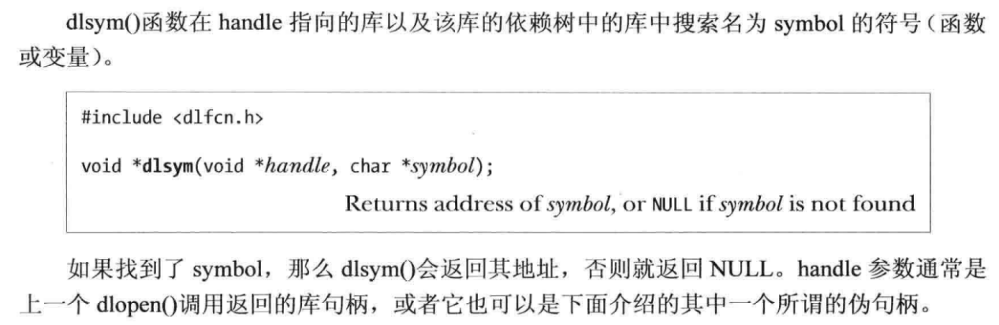 dlsym()函数在 handle 指向的库以及该库的依赖树中的库中搜索名为 symbol 的符号（函数
或变量）。
#include <dlfcn.h>
void *dlsym(void *handle, char *symbol);
Returns address of symbol, or NULL if symbol is not found
如果找到了 symbol，那么 dlsym()会返回其地址，否则就返回 NULL。handle 参数通常是
上一个 dlopen()调用返回的库句柄，或者它也可以是下面介绍的其中一个所谓的伪句柄。